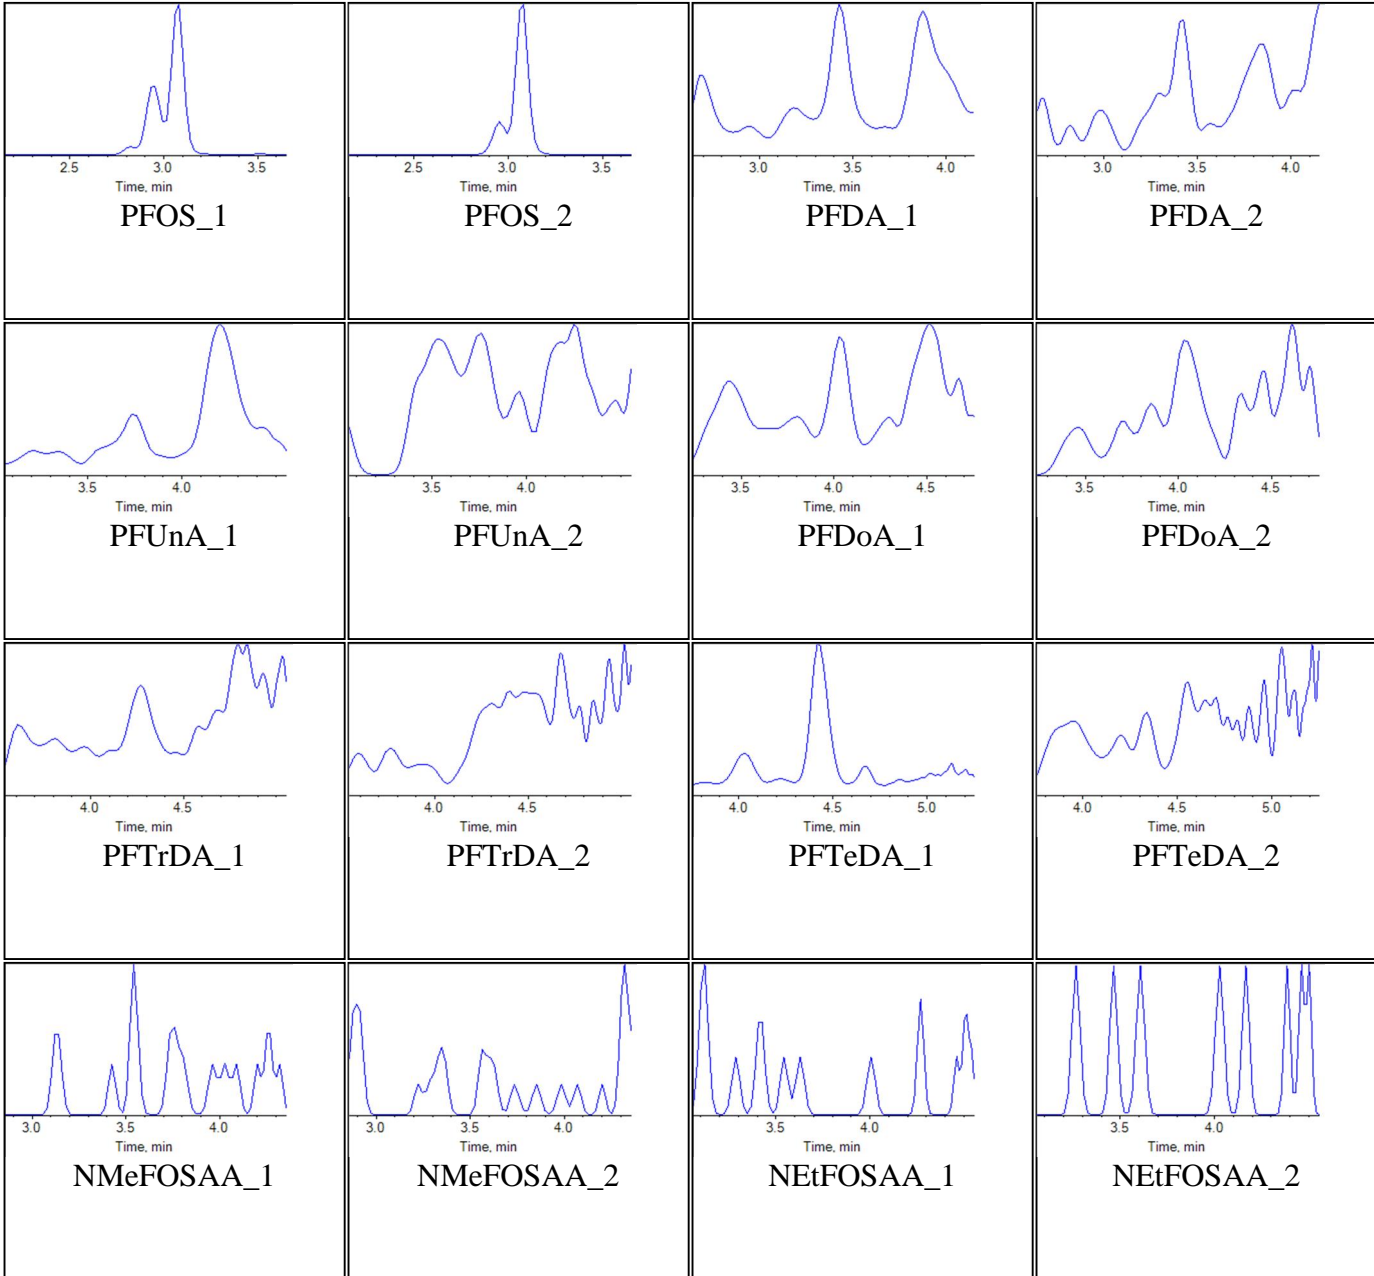 2.5 3.0 3.5 2.5 3.0 3.5 3.0 3.5 4.0 3.0 3.5 4.0
Time, min Time, min Time, min Time, min
PFOS_1 PFOS_2 PFDA_1 PFDA_2
3.5 4.0 3.5 4.0 3.5 4.0 4.5 3.5 4.0 4.5
Time, min Time, min Time, min Time, min
PFUnA_1 PFUnA_2 PFDoA_1 PFDoA_2
4.0 4.5 4.0 4.5 4.0 4.5 5.0 4.0 4.5 5.0
Time, min Time, min Time, min Time, min
PFTrDA_1 PFTrDA_2 PFTeDA_1 PFTeDA_2
3.0 3.5 4.0 3.0 3.5 4.0 3.5 4.0 3.5 4.0
Time, min Time, min Time, min Time, min
NMeFOSAA_1 NMeFOSAA_2 NEtFOSAA_1 NEtFOSAA_2